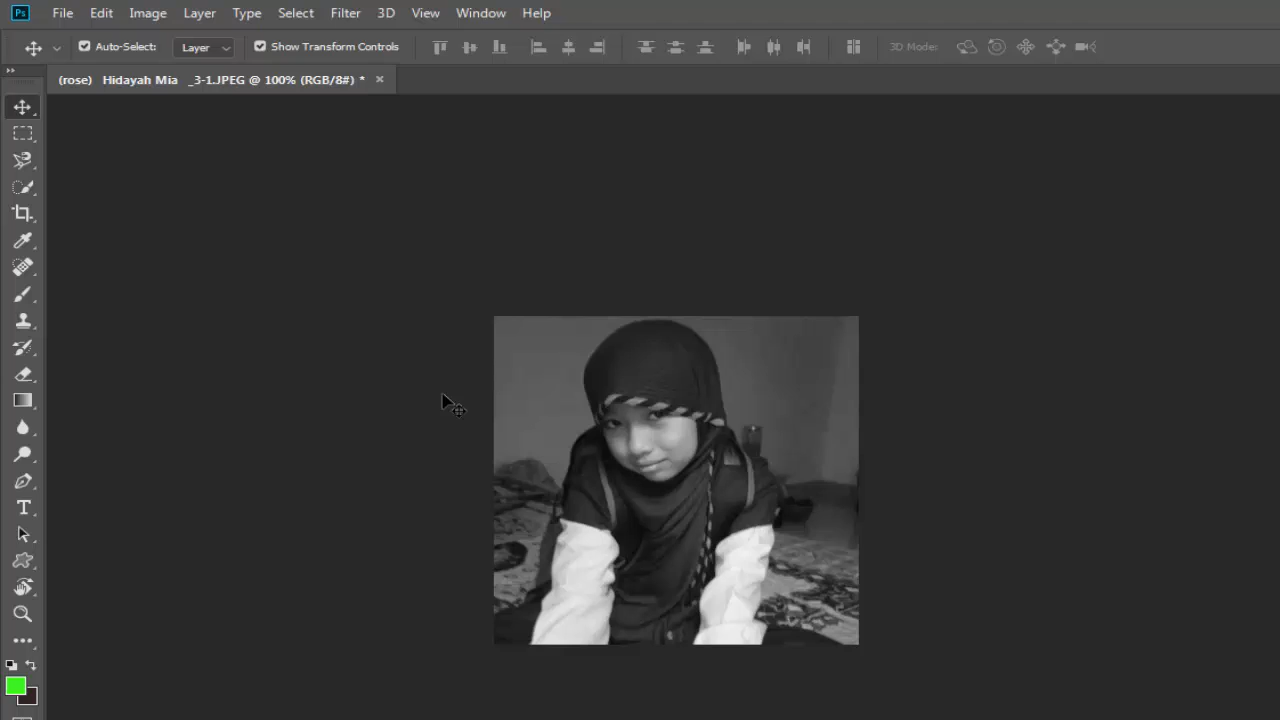 Ps File Edit Image Layer Type Select Filter 3D View Window Help
Auto-Select: Layer Show Transform Controls 3D Mode:
(rose) Hidayah Mia _3-1.JPEG @ 100% (RGB/8#) * ×
T